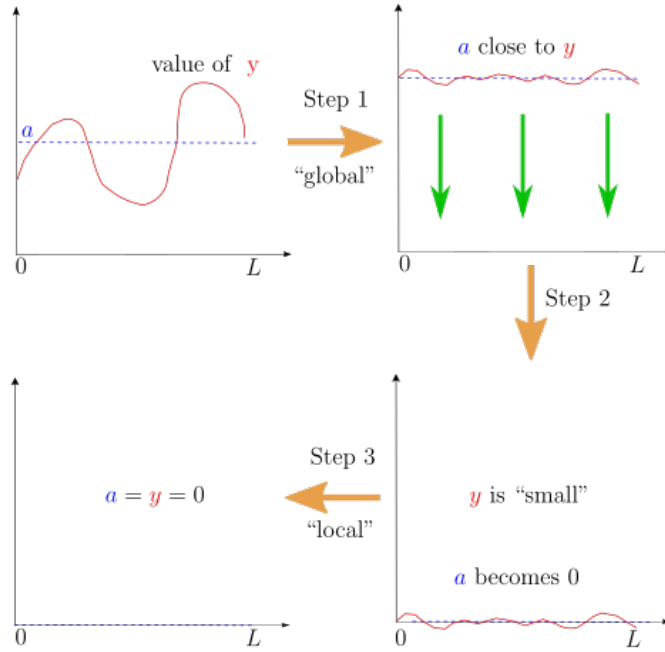 value of y
a
0
L
Step 1
“global”
a close to y
0
L
Step 2
a = y = 0
0
L
Step 3
“local”
y is “small”
a becomes 0
0
L